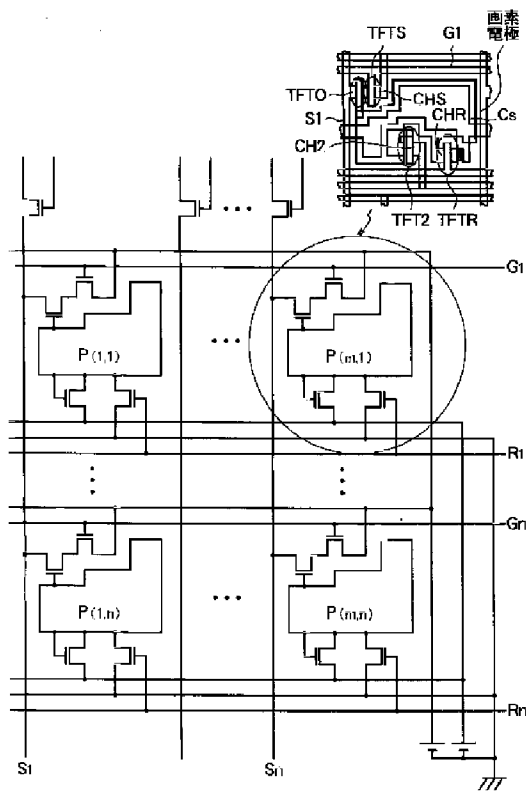 画素
電極
TFTS
G1
TFTO
CHS
S1
CHR
Cs
CH2
TFT2
TFTR
G1
P(1,1)
P(m,1)
R1
Gn
P(1,n)
P(m,n)
Rn
S1
Sn